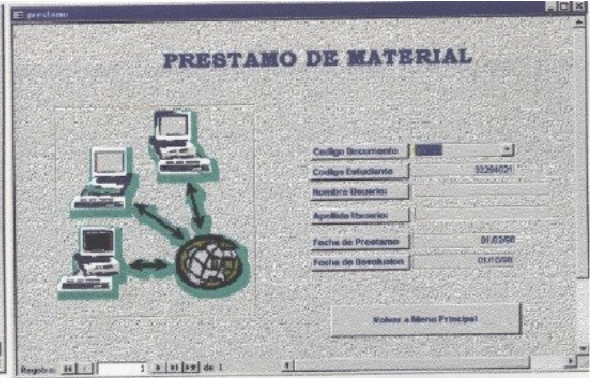 prestamo
PRESTAMO DE MATERIAL
Codigo Documento:
Codigo Estudiante
Nombre Usuario:
Apellido Usuario:
Fecha de Prestamo:
Fecha de Devolucion
Volver a Menu Principal
Registro: 1 de 1